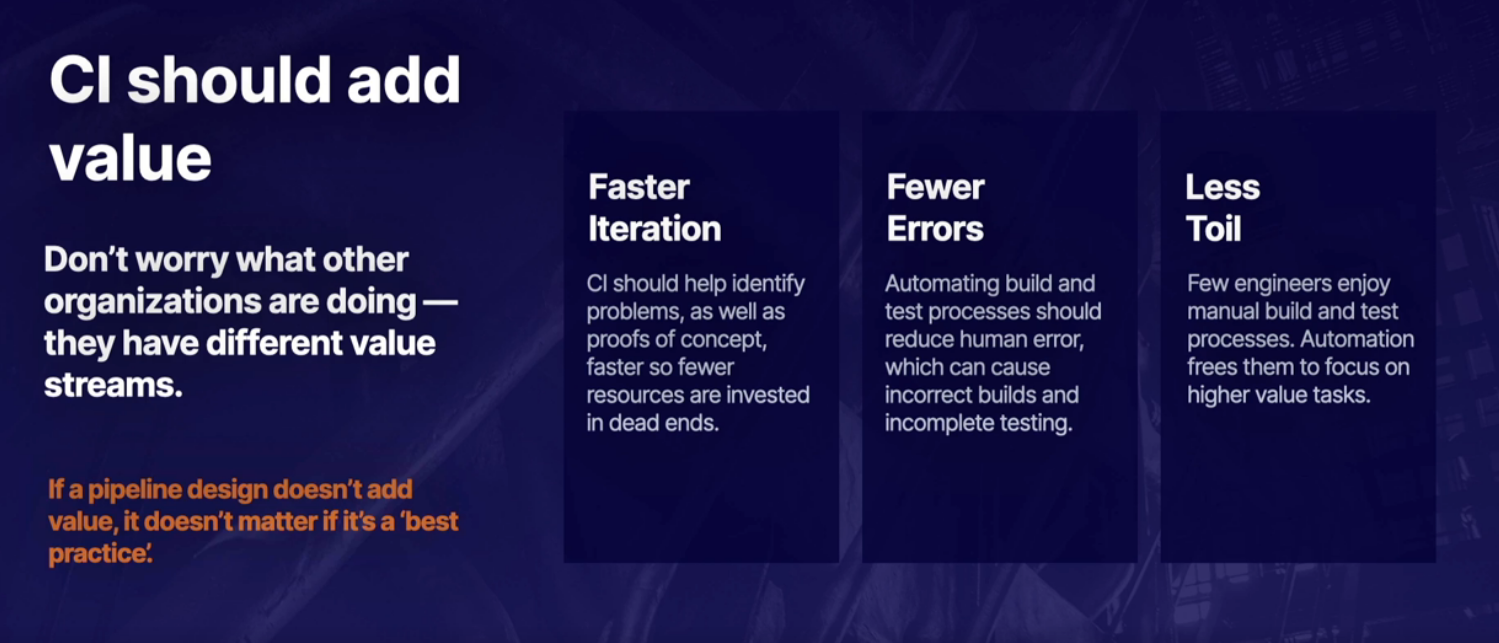 CI should add
value
Don’t worry what other
organizations are doing —
they have different value
streams.
If a pipeline design doesn’t add
value, it doesn’t matter if it’s a ‘best
practice’.
Faster
Iteration
CI should help identify
problems, as well as
proofs of concept,
faster so fewer
resources are invested
in dead ends.
Fewer
Errors
Automating build and
test processes should
reduce human error,
which can cause
incorrect builds and
incomplete testing.
Less
Toil
Few engineers enjoy
manual build and test
processes. Automation
frees them to focus on
higher value tasks.